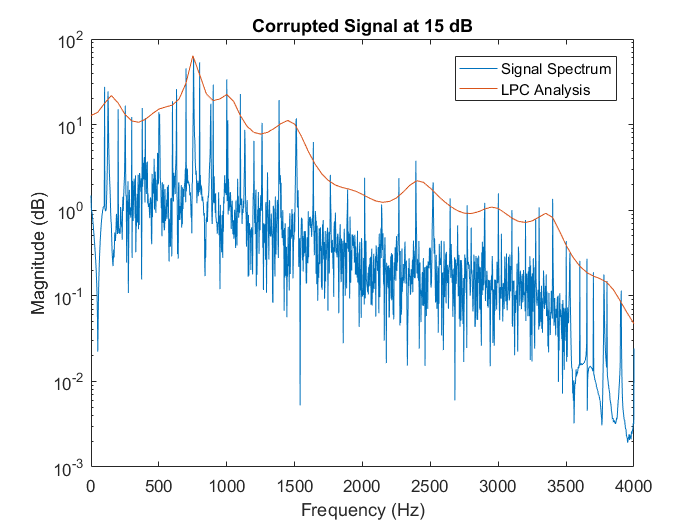 Corrupted Signal at 15 dB
Signal Spectrum
LPC Analysis
Magnitude (dB)
10^2
10^1
10^0
10^-1
10^-2
10^-3
0 500 1000 1500 2000 2500 3000 3500 4000
Frequency (Hz)